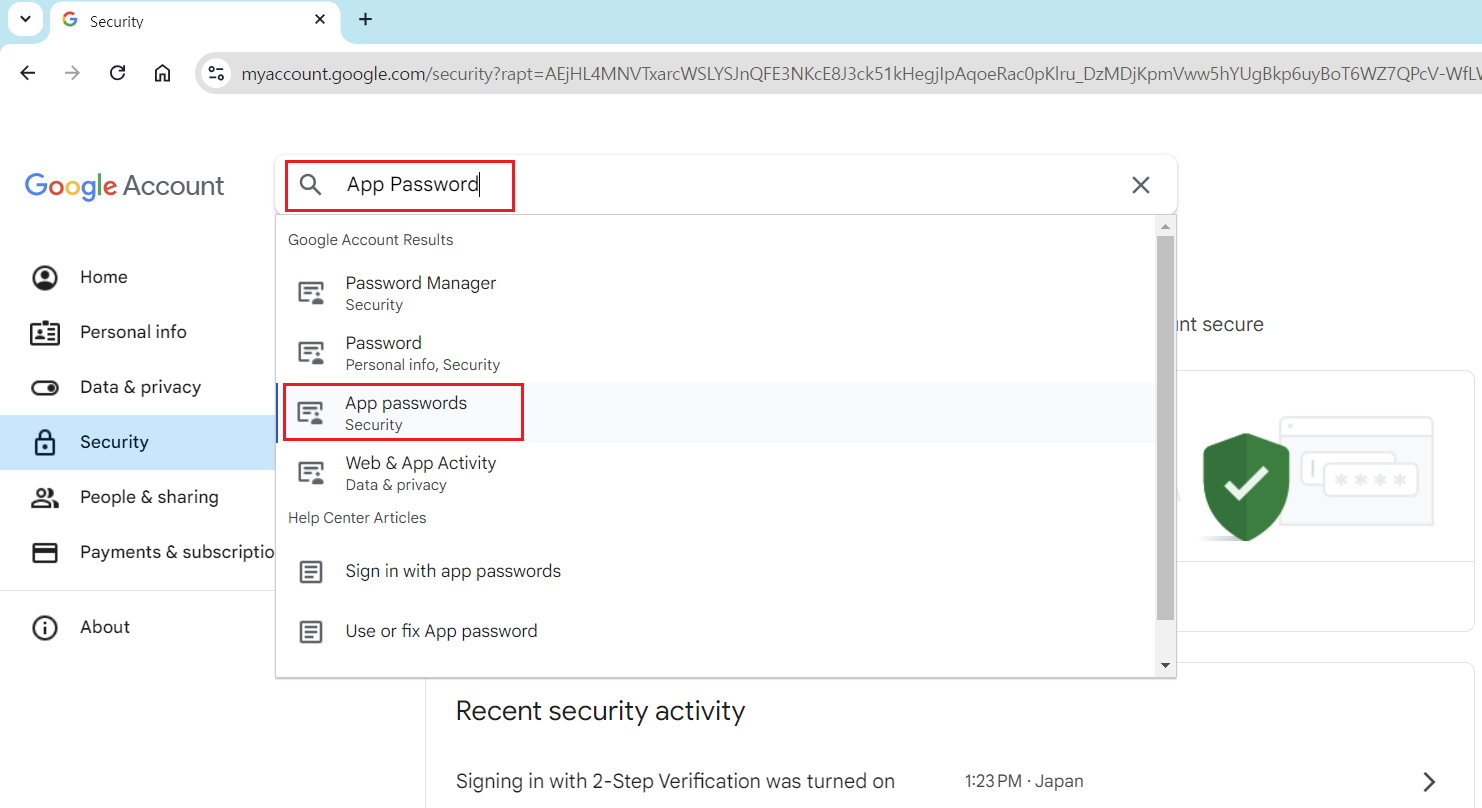 Security
myaccount.google.com/security?rapt=AEjHL4MNVTxarcWSLYSJnQFE3NKcE8J3ck51kHegjIpAqoeRac0pKlru_DzMDjKpmVww5hYUgBkp6uyBoT6WZ7QPcV-WfLW
Google Account
App Password
Google Account Results
Home
Password Manager
Security
Personal info
Password
Personal info, Security
nt secure
Data & privacy
App passwords
Security
Security
Web & App Activity
Data & privacy
People & sharing
Help Center Articles
Payments & subscriptio
Sign in with app passwords
About
Use or fix App password
Recent security activity
Signing in with 2-Step Verification was turned on
1:23 PM · Japan